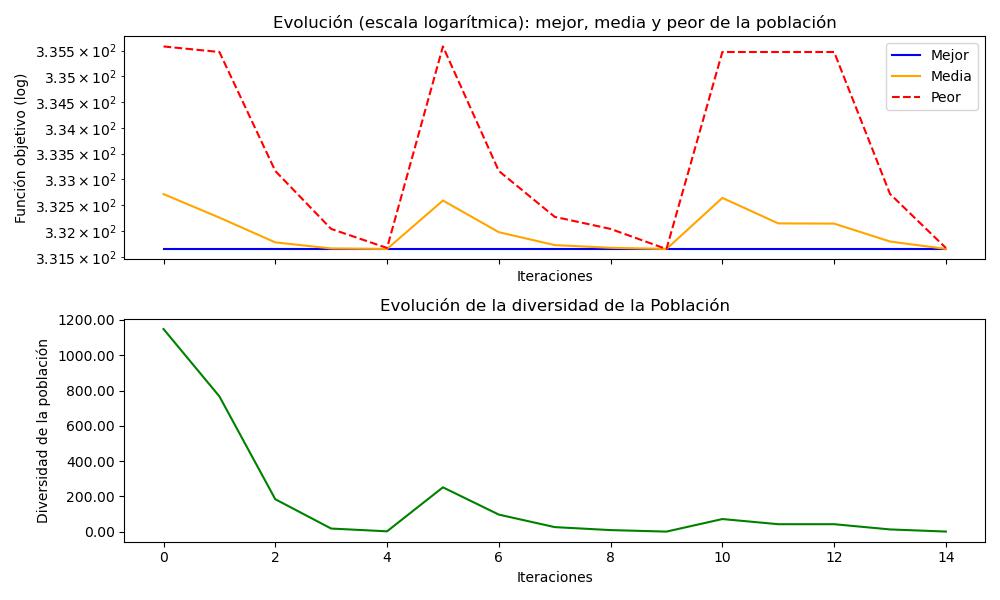 Evolución (escala logarítmica): mejor, media y peor de la población
Función objetivo (log)
3.355 × 10²
3.35 × 10²
3.345 × 10²
3.34 × 10²
3.335 × 10²
3.33 × 10²
3.325 × 10²
3.32 × 10²
3.315 × 10²
Mejor
Media
Peor
Iteraciones
Evolución de la diversidad de la Población
Diversidad de la población
1200.00
1000.00
800.00
600.00
400.00
200.00
0.00
0 2 4 6 8 10 12 14
Iteraciones